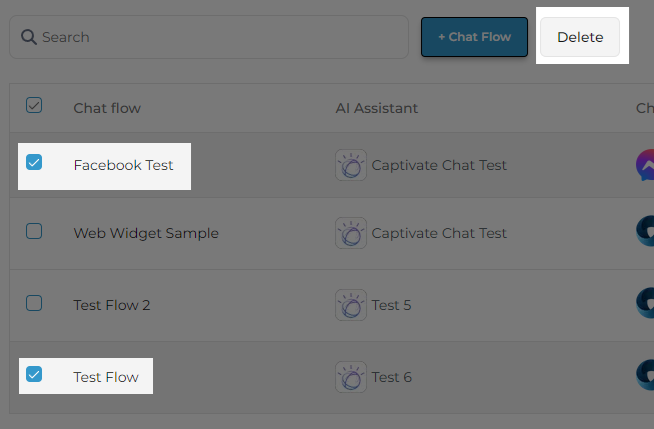 Search
+ Chat Flow
Delete
Chat flow AI Assistant Ch
Facebook Test Captivate Chat Test
Web Widget Sample Captivate Chat Test
Test Flow 2 Test 5
Test Flow Test 6